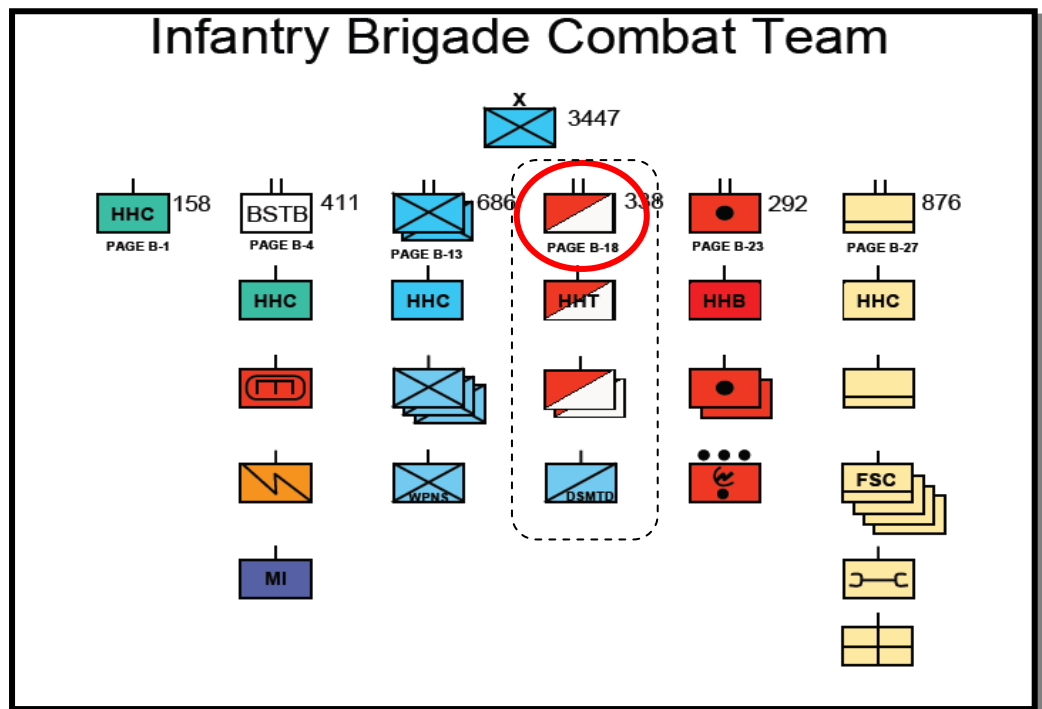 Infantry Brigade Combat Team
X
3447
HHC 158
BSTB 411
686
338
292
876
PAGE B-1
PAGE B-4
PAGE B-13
PAGE B-18
PAGE B-23
PAGE B-27
HHC
HHC
HHT
HHB
HHC
WPNS
DSMTD
FSC
MI